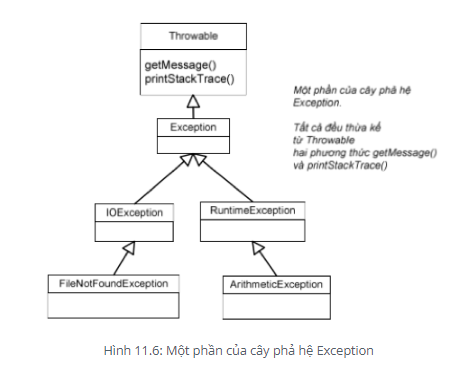 Throwable
getMessage()
printStackTrace()
Một phần của cây phả hệ
Exception.
Tất cả đều thừa kế
từ Throwable
hai phương thức getMessage()
và printStackTrace()
Exception
IOException
RuntimeException
FileNotFoundException
ArithmeticException
Hình 11.6: Một phần của cây phả hệ Exception